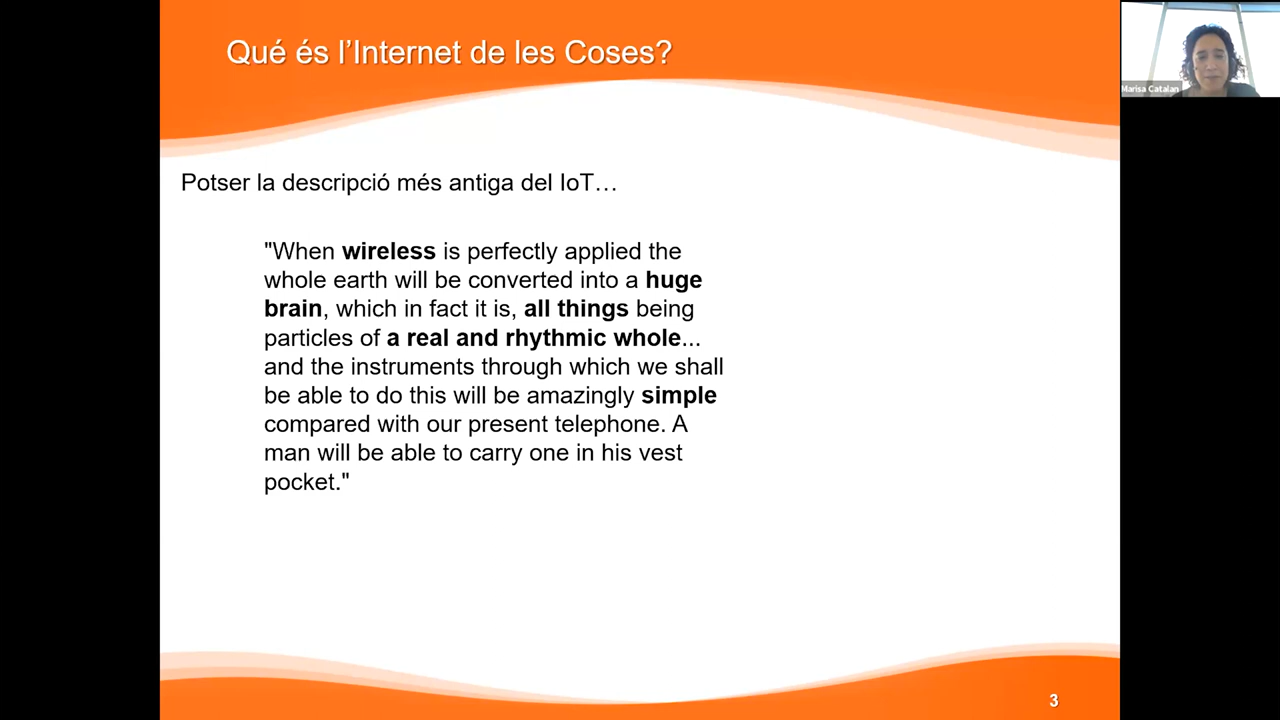 Qué és l’Internet de les Coses?
Marisa Catalan
Potser la descripció més antiga del IoT…
"When wireless is perfectly applied the
whole earth will be converted into a huge
brain, which in fact it is, all things being
particles of a real and rhythmic whole...
and the instruments through which we shall
be able to do this will be amazingly simple
compared with our present telephone. A
man will be able to carry one in his vest
pocket."
3